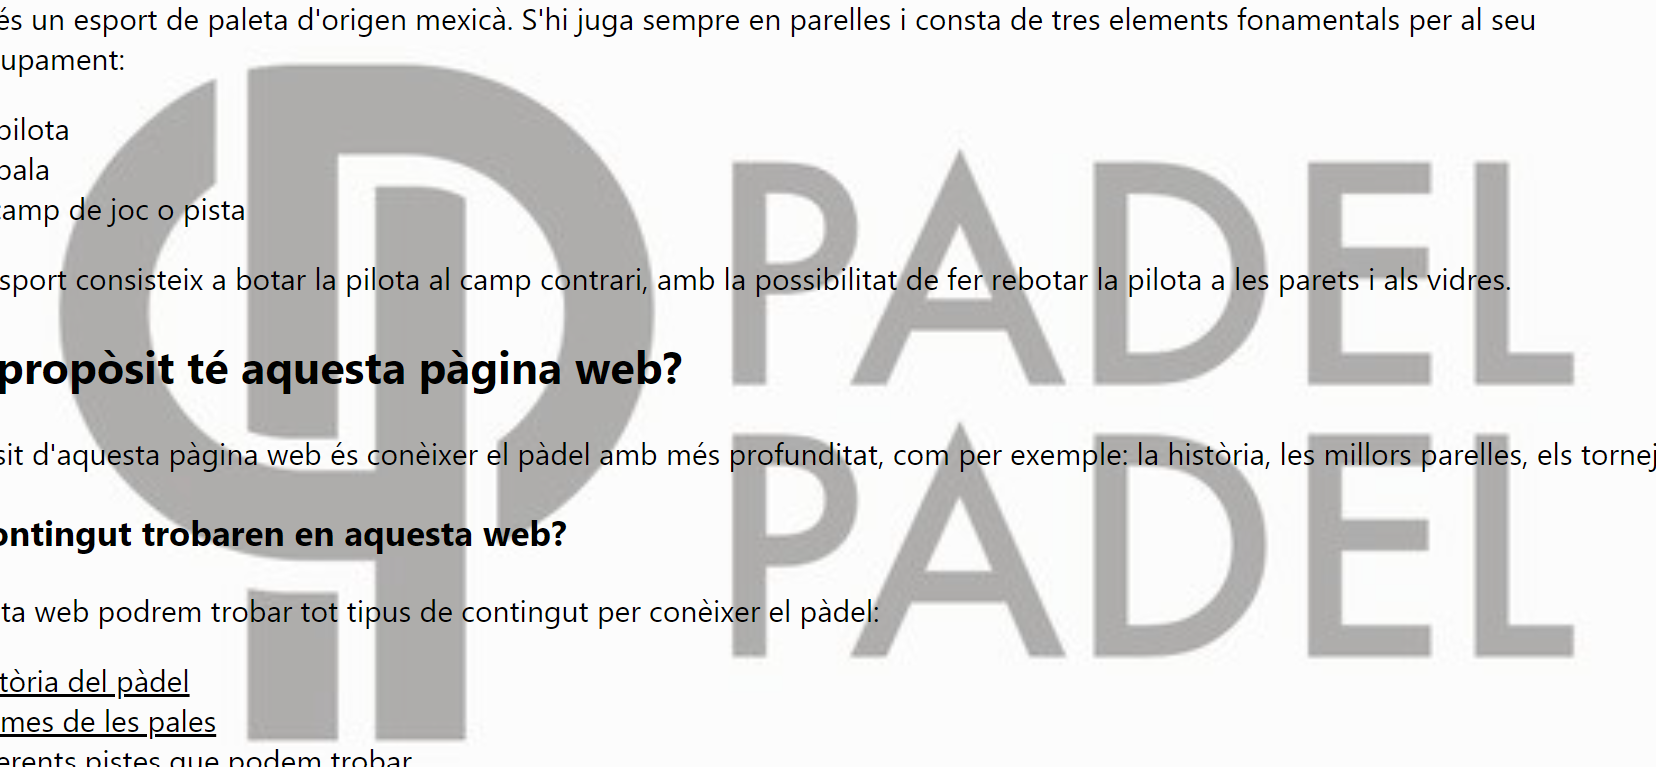 és un esport de paleta d'origen mexicà. S'hi juga sempre en parelles i consta de tres elements fonamentals per al seu
upament:
pilota
pala
camp de joc o pista
sport consisteix a botar la pilota al camp contrari, amb la possibilitat de fer rebotar la pilota a les parets i als vidres.
PADEL
propòsit té aquesta pàgina web?
PADEL
sit d'aquesta pàgina web és conèixer el pàdel amb més profunditat, com per exemple: la història, les millors parelles, els tornej
ontingut trobaren en aquesta web?
ta web podrem trobar tot tipus de contingut per conèixer el pàdel:
tòria del pàdel
mes de les pales
erents pistes que podem trobar